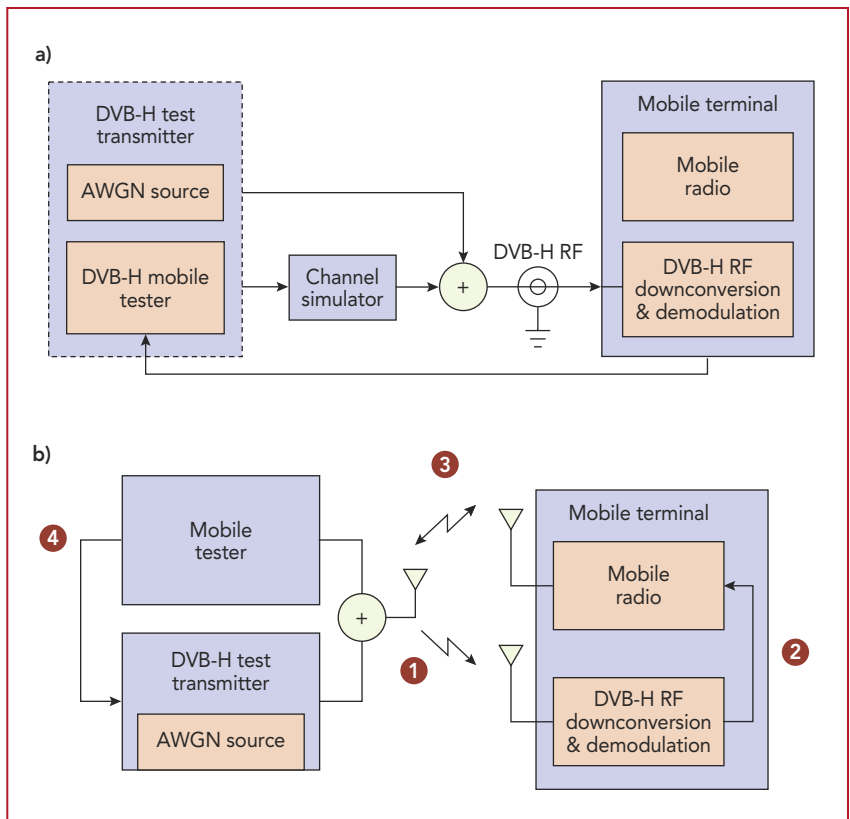 a)
DVB-H test
transmitter
AWGN source
DVB-H mobile
tester
Channel
simulator
+
DVB-H RF
Mobile terminal
Mobile
radio
DVB-H RF
downconversion
& demodulation
b)
4
Mobile
tester
DVB-H test
transmitter
AWGN source
+
3
1
Mobile terminal
Mobile
radio
2
DVB-H RF
downconversion
& demodulation